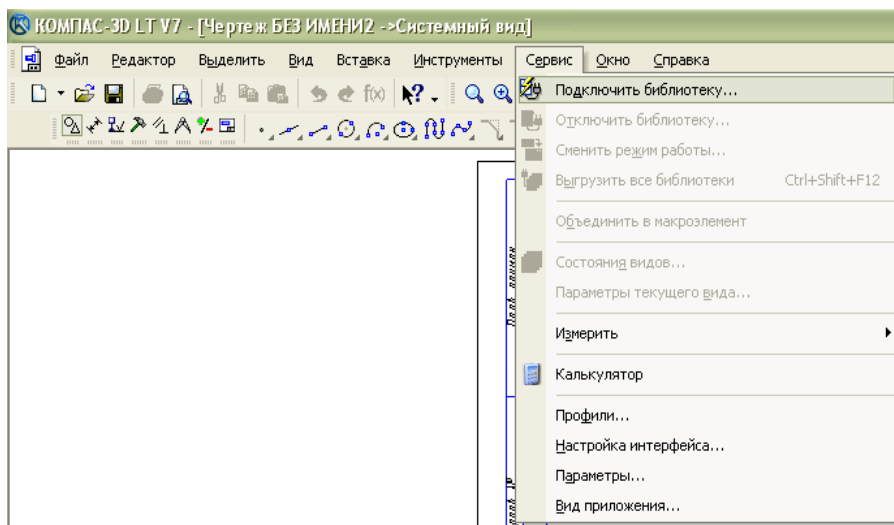 КОМПАС-3D LT V7 - [Чертеж БЕЗ ИМЕНИ2 ->Системный вид]
Файл Редактор Выделить Вид Вставка Инструменты Сервис Окно Справка
f(x)
Подключить библиотеку...
Отключить библиотеку...
Сменить режим работы...
Выгрузить все библиотеки Ctrl+Shift+F12
Объединить в макроэлемент
Состояния видов...
Параметры текущего вида...
Измерить
Калькулятор
Профили...
Настройка интерфейса...
Параметры...
Вид приложения...